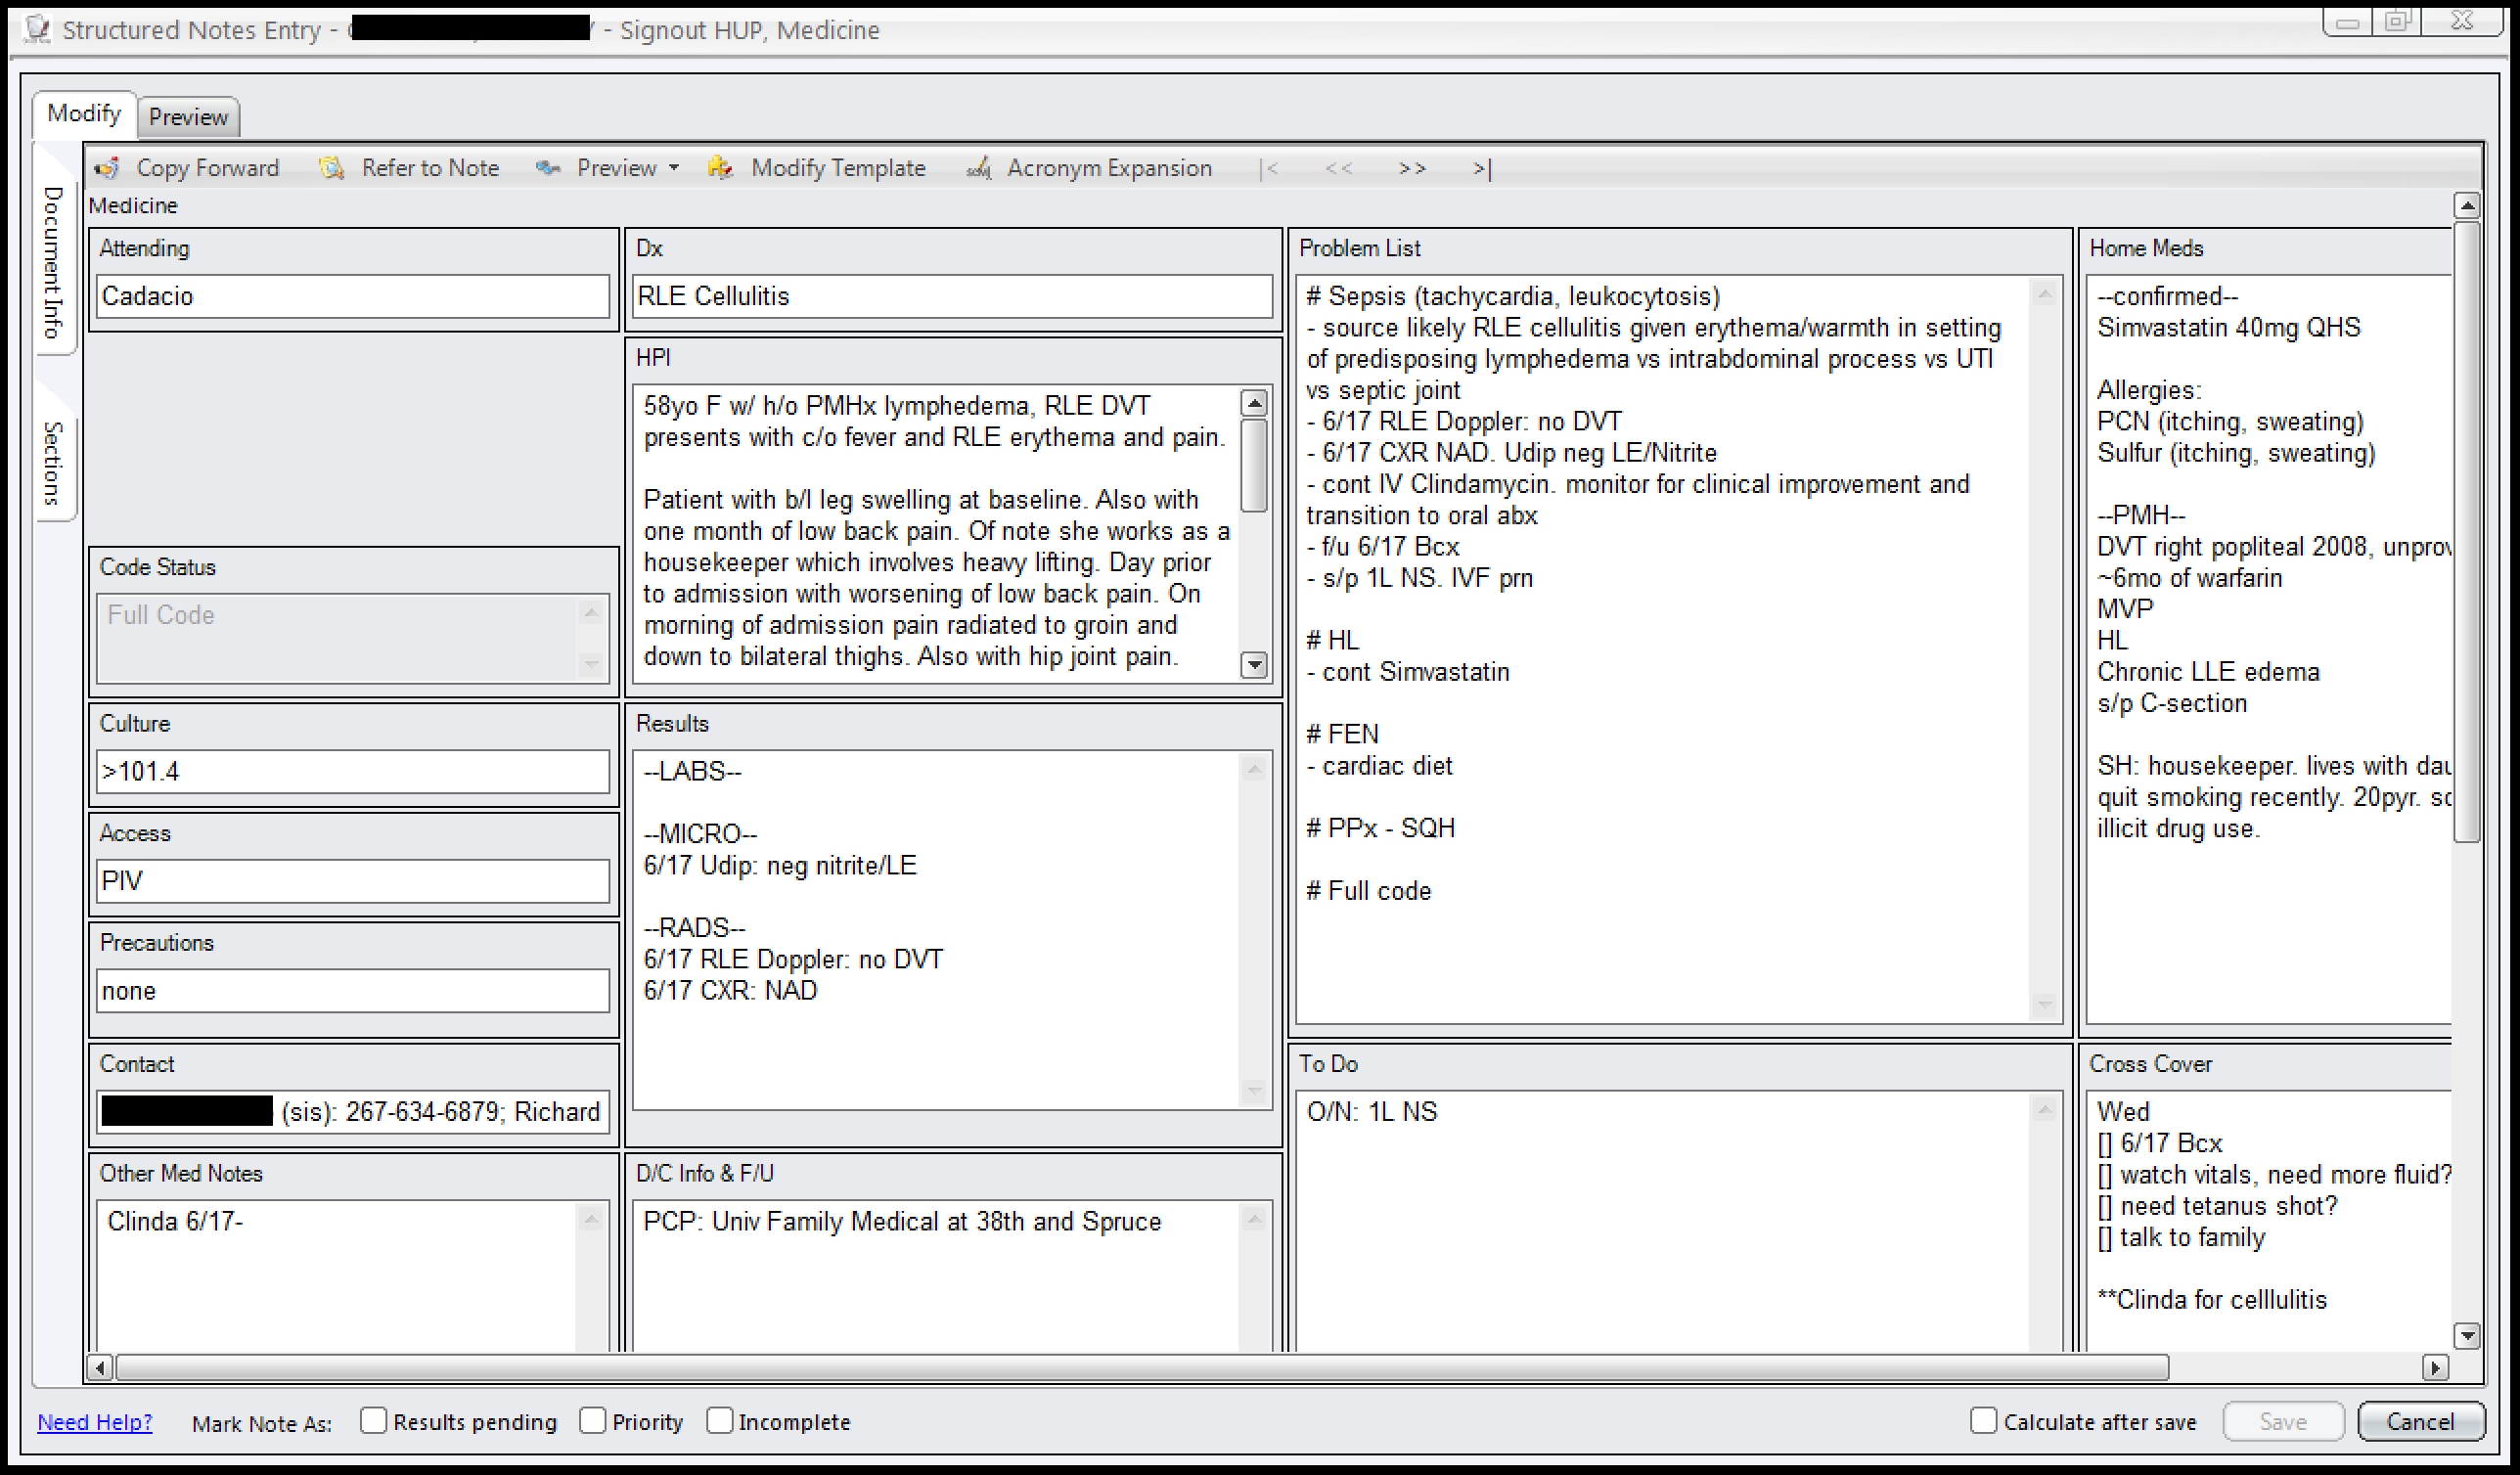 Structured Notes Entry - - Signout HUP, Medicine
Modify
Preview
Document Info
Sections
Copy Forward
Refer to Note
Preview
Modify Template
Acronym Expansion
|<
<<
>>
>|
Medicine
Attending
Cadacio
Code Status
Full Code
Culture
>101.4
Access
PIV
Precautions
none
Contact
(sis): 267-634-6879; Richard
Other Med Notes
Clinda 6/17-
Dx
RLE Cellulitis
HPI
58yo F w/ h/o PMHx lymphedema, RLE DVT
presents with c/o fever and RLE erythema and pain.
Patient with b/l leg swelling at baseline. Also with
one month of low back pain. Of note she works as a
housekeeper which involves heavy lifting. Day prior
to admission with worsening of low back pain. On
morning of admission pain radiated to groin and
down to bilateral thighs. Also with hip joint pain.
Results
--LABS--
--MICRO--
6/17 Udip: neg nitrite/LE
--RADS--
6/17 RLE Doppler: no DVT
6/17 CXR: NAD
D/C Info & F/U
PCP: Univ Family Medical at 38th and Spruce
Problem List
# Sepsis (tachycardia, leukocytosis)
- source likely RLE cellulitis given erythema/warmth in setting
of predisposing lymphedema vs intrabdominal process vs UTI
vs septic joint
- 6/17 RLE Doppler: no DVT
- 6/17 CXR NAD. Udip neg LE/Nitrite
- cont IV Clindamycin. monitor for clinical improvement and
transition to oral abx
- f/u 6/17 Bcx
- s/p 1L NS. IVF prn
# HL
- cont Simvastatin
# FEN
- cardiac diet
# PPx - SQH
# Full code
To Do
O/N: 1L NS
Home Meds
--confirmed--
Simvastatin 40mg QHS
Allergies:
PCN (itching, sweating)
Sulfur (itching, sweating)
--PMH--
DVT right popliteal 2008, unprov
~6mo of warfarin
MVP
HL
Chronic LLE edema
s/p C-section
SH: housekeeper. lives with dau
quit smoking recently. 20pyr. so
illicit drug use.
Cross Cover
Wed
[] 6/17 Bcx
[] watch vitals, need more fluid?
[] need tetanus shot?
[] talk to family
**Clinda for celllulitis
Need Help?
Mark Note As:
Results pending
Priority
Incomplete
Calculate after save
Save
Cancel